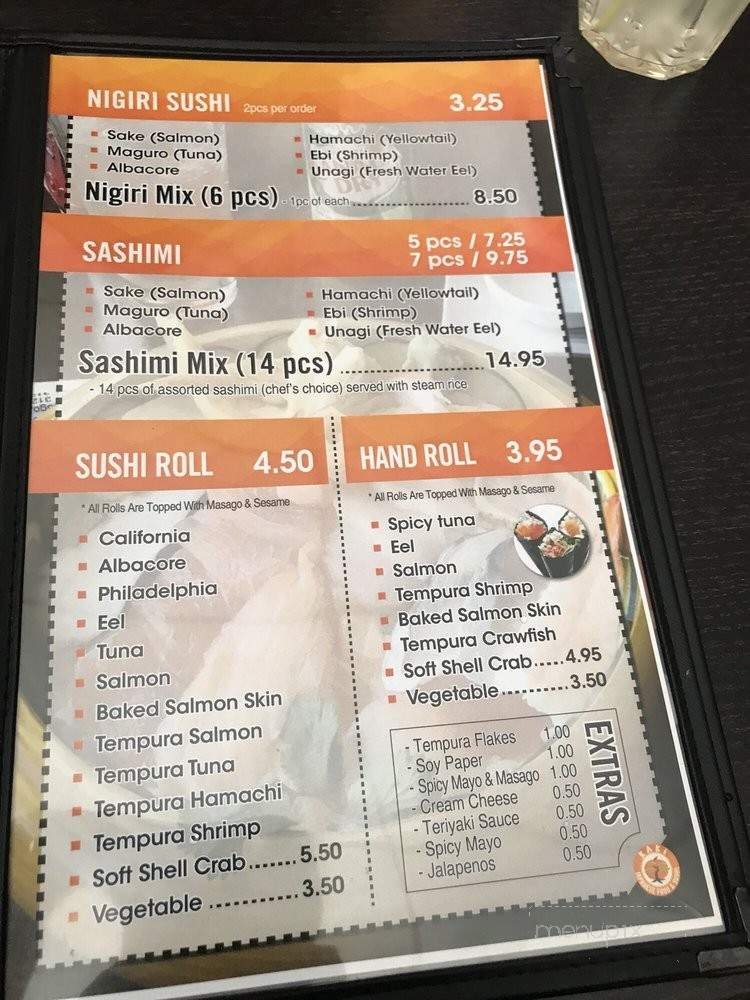 NIGIRI SUSHI 2pcs per order 3.25
Sake (Salmon)
Maguro (Tuna)
Albacore
Hamachi (Yellowtail)
Ebi (Shrimp)
Unagi (Fresh Water Eel)
Nigiri Mix (6 pcs) - 1pc of each 8.50
SASHIMI
5 pcs / 7.25
7 pcs / 9.75
Sake (Salmon)
Maguro (Tuna)
Albacore
Hamachi (Yellowtail)
Ebi (Shrimp)
Unagi (Fresh Water Eel)
Sashimi Mix (14 pcs) 14.95
- 14 pcs of assorted sashimi (chef's choice) served with steam rice
SUSHI ROLL 4.50
* All Rolls Are Topped With Masago & Sesame
California
Albacore
Philadelphia
Eel
Tuna
Salmon
Baked Salmon Skin
Tempura Salmon
Tempura Tuna
Tempura Hamachi
Tempura Shrimp
Soft Shell Crab.......5.50
Vegetable ............3.50
HAND ROLL 3.95
* All Rolls Are Topped With Masago & Sesame
Spicy tuna
Eel
Salmon
Tempura Shrimp
Baked Salmon Skin
Tempura Crawfish
Soft Shell Crab.....4.95
Vegetable...........3.50
EXTRAS
- Tempura Flakes 1.00
- Soy Paper 1.00
- Spicy Mayo & Masago 1.00
- Cream Cheese 0.50
- Teriyaki Sauce 0.50
- Spicy Mayo 0.50
- Jalapenos 0.50
menupix